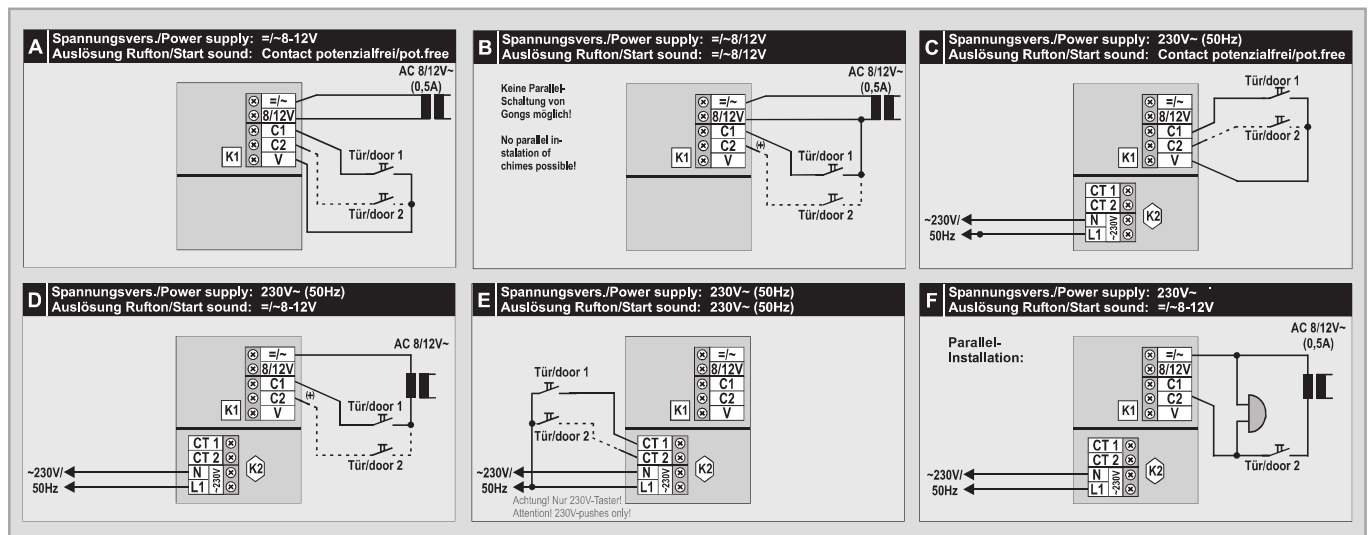 A
Spannungsvers./Power supply: =/~8-12V
Auslösung Rufton/Start sound: Contact potenzialfrei/pot.free
AC 8/12V~
(0,5A)
=/~
8/12V
C1
C2
V
K1
Tür/door 1
Tür/door 2
B
Spannungsvers./Power supply: =/~8/12V
Auslösung Rufton/Start sound: =/~8/12V
Keine Parallel-
Schaltung von
Gongs möglich!
No parallel in-
stalation of
chimes possible!
AC 8/12V~
(0,5A)
=/~
8/12V
C1
C2
V
K1
(+)
Tür/door 1
Tür/door 2
C
Spannungsvers./Power supply: 230V~ (50Hz)
Auslösung Rufton/Start sound: Contact potenzialfrei/pot.free
=/~
8/12V
C1
C2
V
K1
Tür/door 1
Tür/door 2
CT 1
CT 2
N
L1
~230V
K2
~230V/
50Hz
D
Spannungsvers./Power supply: 230V~ (50Hz)
Auslösung Rufton/Start sound: =/~8-12V
AC 8/12V~
=/~
8/12V
C1
C2
V
K1
(+)
Tür/door 1
Tür/door 2
CT 1
CT 2
N
L1
~230V
K2
~230V/
50Hz
E
Spannungsvers./Power supply: 230V~ (50Hz)
Auslösung Rufton/Start sound: 230V~ (50Hz)
=/~
8/12V
C1
C2
V
K1
Tür/door 1
Tür/door 2
CT 1
CT 2
N
L1
~230V
K2
~230V/
50Hz
Achtung! Nur 230V-Taster!
Attention! 230V-pushes only!
F
Spannungsvers./Power supply: 230V~
Auslösung Rufton/Start sound: =/~8-12V
Parallel-
Installation:
AC 8/12V~
(0,5A)
=/~
8/12V
C1
C2
V
K1
Tür/door 2
CT 1
CT 2
N
L1
~230V
K2
~230V/
50Hz